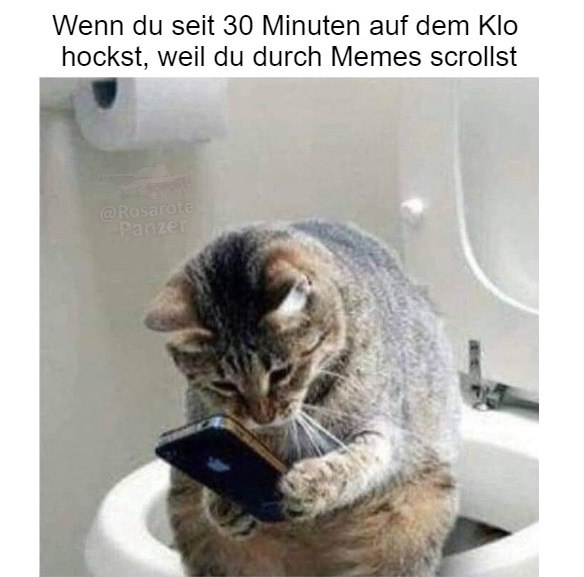 Wenn du seit 30 Minuten auf dem Klo
hockst, weil du durch Memes scrollst
@Rosarote
Panzer